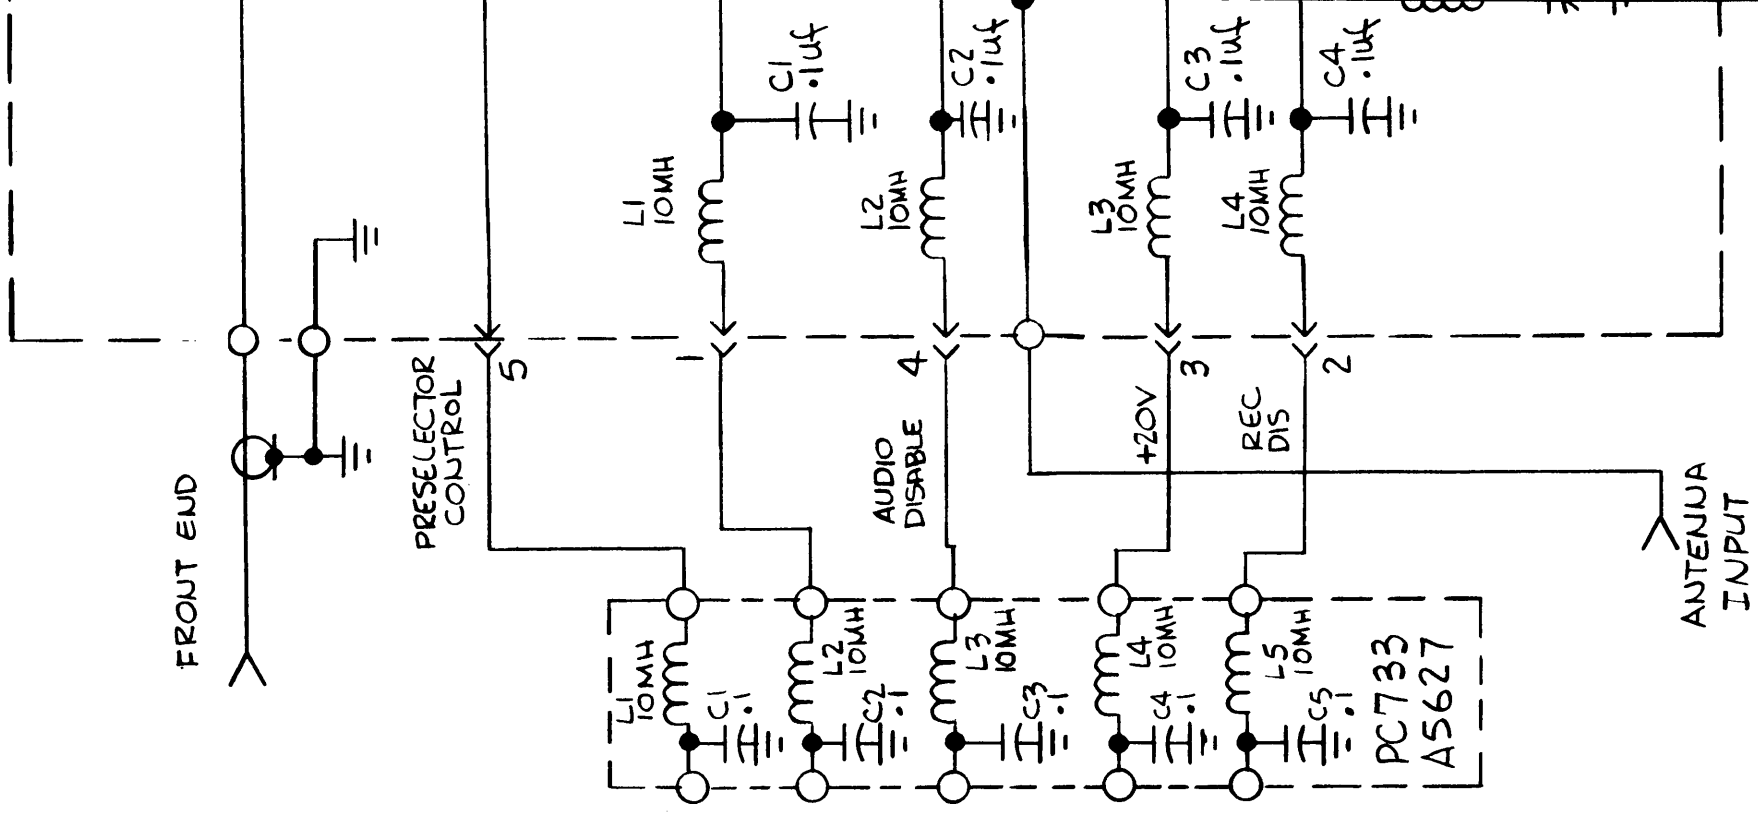 C1
.1uf
C2
.1uf
C3
.1uf
C4
.1uf
L1
10MH
L2
10MH
L3
10MH
L4
10MH
5
1
4
3
2
PRESELECTOR
CONTROL
AUDIO
DISABLE
+20V
REC
DIS
FRONT END
ANTENNA
INPUT
L1
10MH
C1
.1
L2
10MH
C2
.1
L3
10MH
C3
.1
L4
10MH
C4
.1
L5
10MH
C5
.1
PC733
A5627